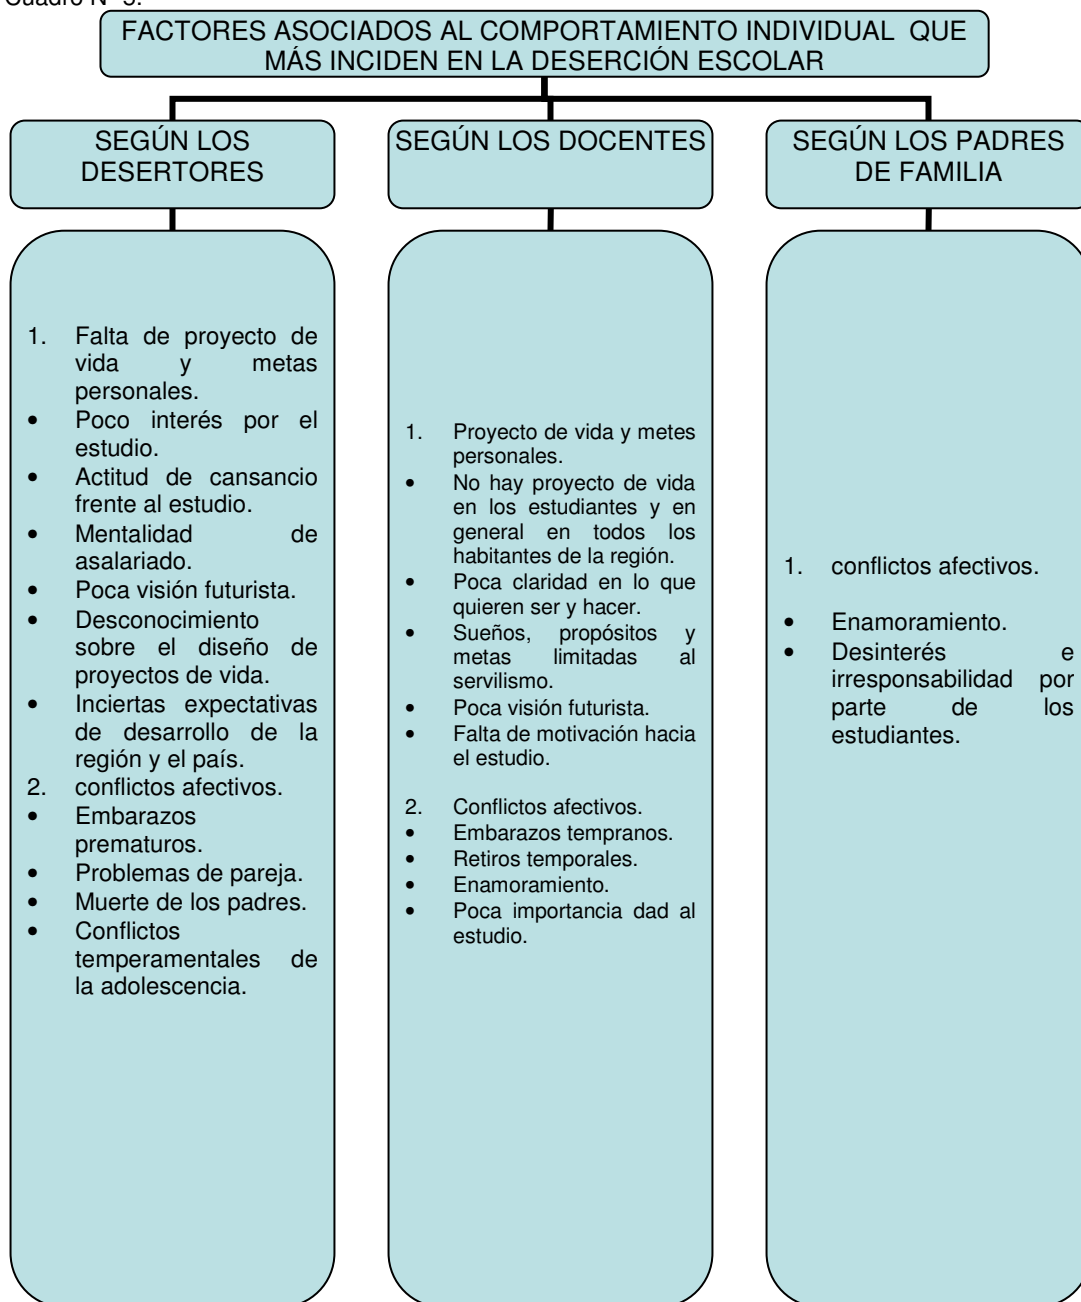 Cuadro N° 3.
FACTORES ASOCIADOS AL COMPORTAMIENTO INDIVIDUAL QUE
MÁS INCIDEN EN LA DESERCIÓN ESCOLAR
SEGÚN LOS
DESERTORES
1. Falta de proyecto de
vida y metas
personales.
• Poco interés por el
estudio.
• Actitud de cansancio
frente al estudio.
• Mentalidad de
asalariado.
• Poca visión futurista.
• Desconocimiento
sobre el diseño de
proyectos de vida.
• Inciertas expectativas
de desarrollo de la
región y el país.
2. conflictos afectivos.
• Embarazos
prematuros.
• Problemas de pareja.
• Muerte de los padres.
• Conflictos
temperamentales de
la adolescencia.
SEGÚN LOS DOCENTES
1. Proyecto de vida y metes
personales.
• No hay proyecto de vida
en los estudiantes y en
general en todos los
habitantes de la región.
• Poca claridad en lo que
quieren ser y hacer.
• Sueños, propósitos y
metas limitadas al
servilismo.
• Poca visión futurista.
• Falta de motivación hacia
el estudio.
2. Conflictos afectivos.
• Embarazos tempranos.
• Retiros temporales.
• Enamoramiento.
• Poca importancia dad al
estudio.
SEGÚN LOS PADRES
DE FAMILIA
1. conflictos afectivos.
• Enamoramiento.
• Desinterés e
irresponsabilidad por
parte de los
estudiantes.